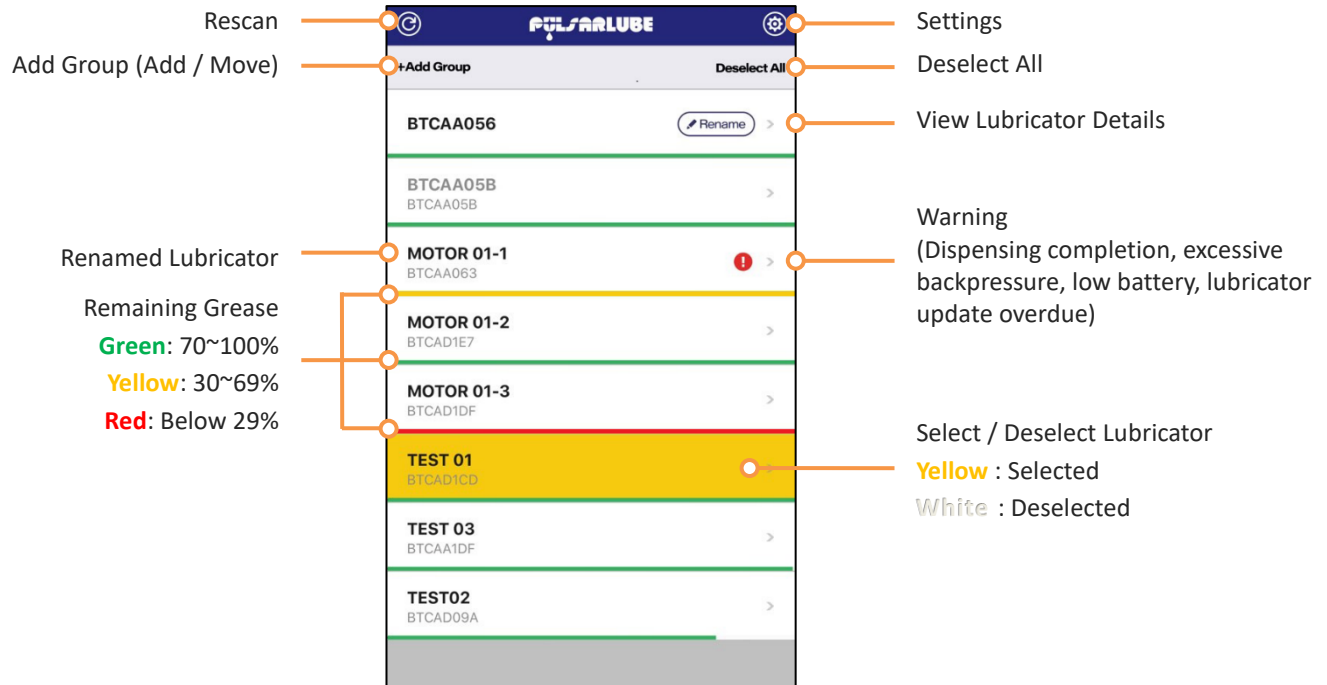 Rescan
PULSARLUBE
Settings
Add Group (Add / Move)
+Add Group
Deselect All
Deselect All
BTCAA056
Rename
View Lubricator Details
BTCAA05B
BTCAA05B
Renamed Lubricator
MOTOR 01-1
BTCAA063
Warning
(Dispensing completion, excessive
backpressure, low battery, lubricator
update overdue)
Remaining Grease
Green: 70~100%
Yellow: 30~69%
Red: Below 29%
MOTOR 01-2
BTCAD1E7
MOTOR 01-3
BTCAD1DF
TEST 01
BTCAD1CD
Select / Deselect Lubricator
Yellow : Selected
White : Deselected
TEST 03
BTCAA1DF
TEST02
BTCAD09A